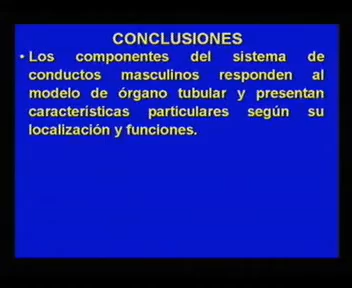 CONCLUSIONES
• Los componentes del sistema de
conductos masculinos responden al
modelo de órgano tubular y presentan
características particulares según su
localización y funciones.